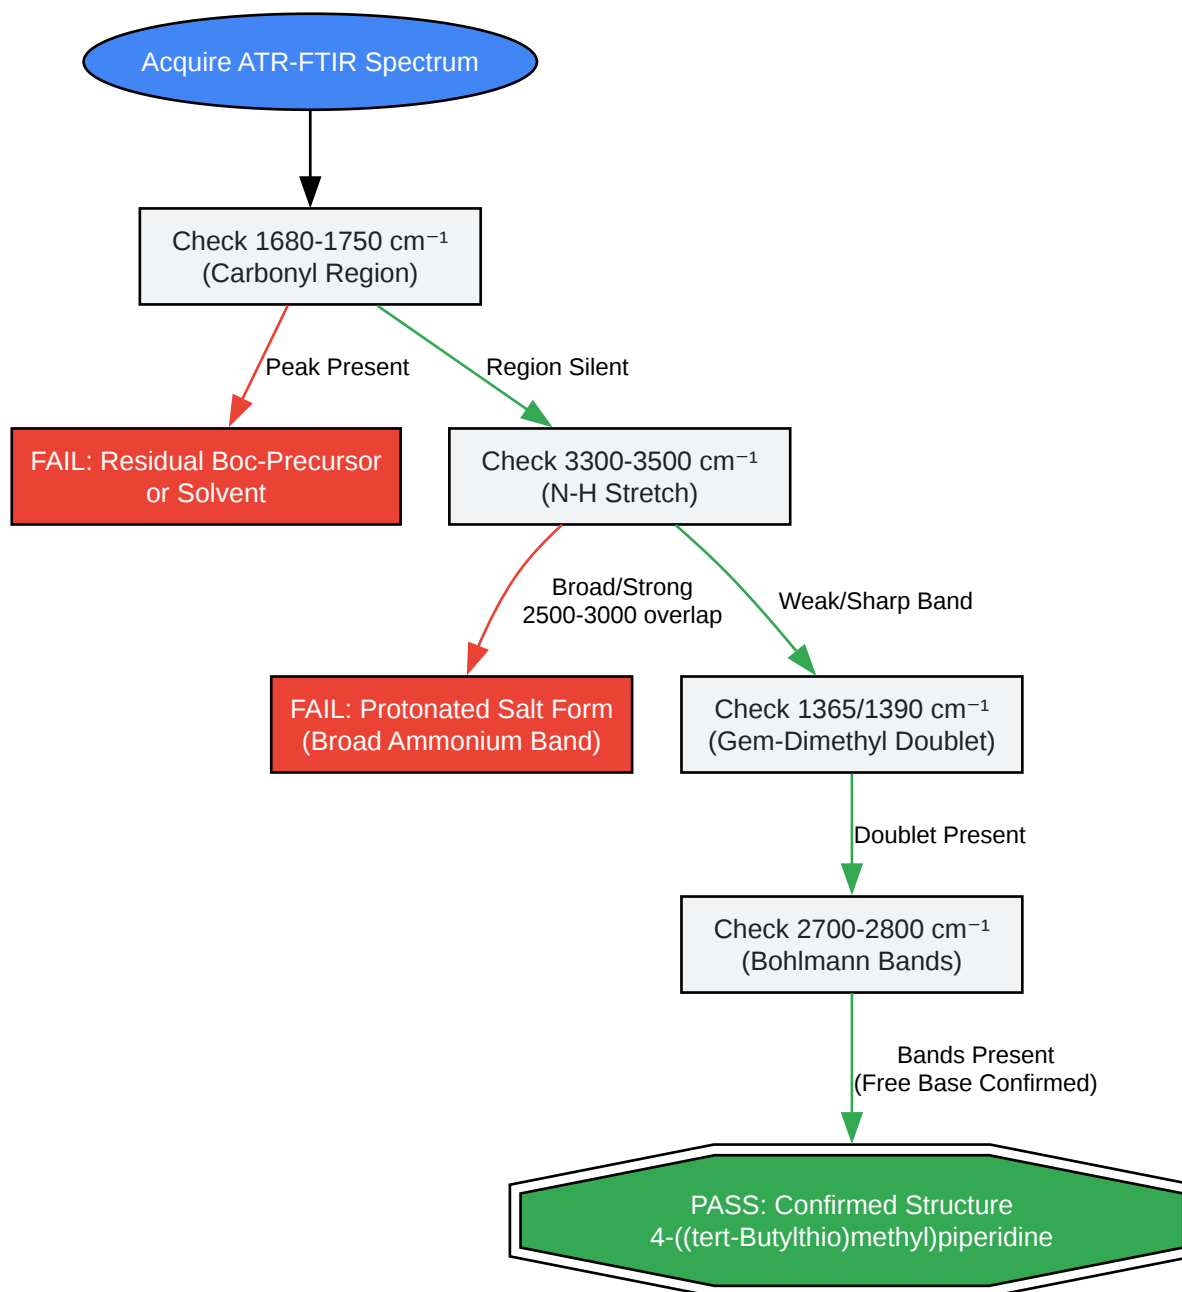 Acquire ATR-FTIR Spectrum
Check 1680-1750 cm⁻¹
(Carbonyl Region)
Peak Present
Region Silent
FAIL: Residual Boc-Precursor
or Solvent
Check 3300-3500 cm⁻¹
(N-H Stretch)
Broad/Strong
2500-3000 overlap
Weak/Sharp Band
FAIL: Protonated Salt Form
(Broad Ammonium Band)
Check 1365/1390 cm⁻¹
(Gem-Dimethyl Doublet)
Doublet Present
Check 2700-2800 cm⁻¹
(Bohlmann Bands)
Bands Present
(Free Base Confirmed)
PASS: Confirmed Structure
4-((tert-Butylthio)methyl)piperidine